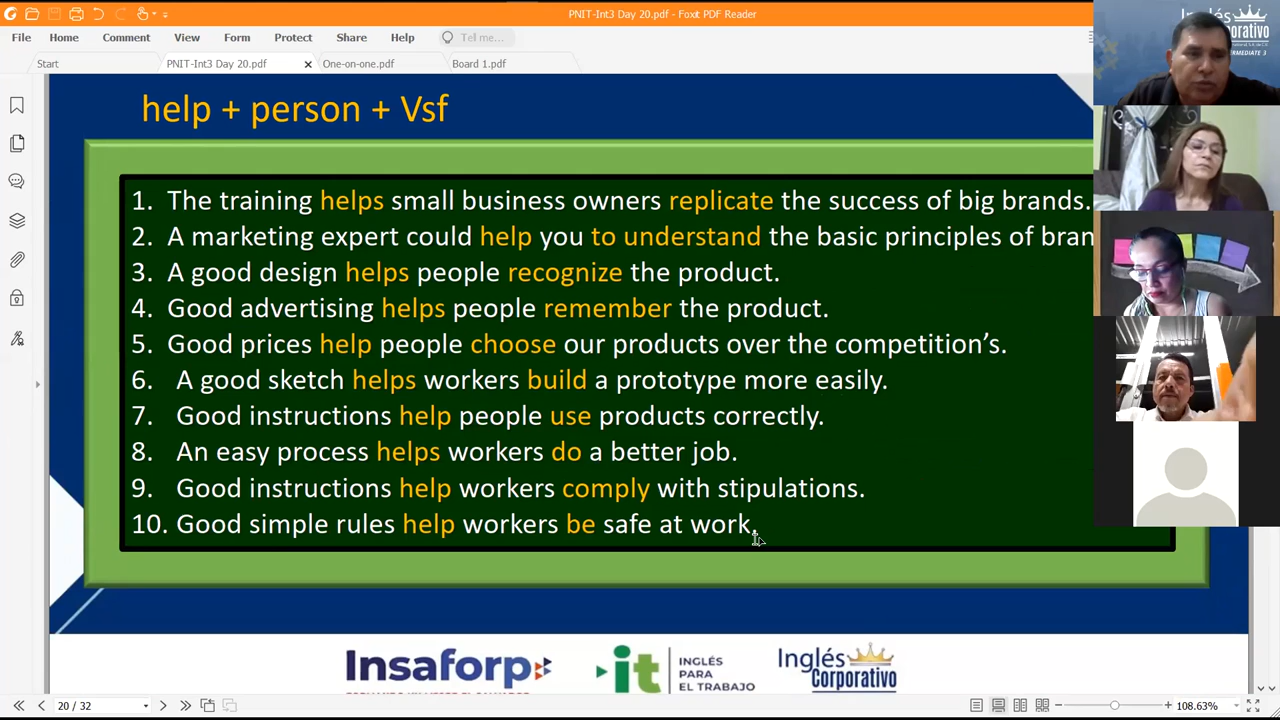 PNIT-Int3 Day 20.pdf - Foxit PDF Reader
File Home Comment View Form Protect Share Help Tell me...
Start PNIT-Int3 Day 20.pdf One-on-one.pdf Board 1.pdf
Inglés
Corporativo
help + person + Vsf
1. The training helps small business owners replicate the success of big brands.
2. A marketing expert could help you to understand the basic principles of bran
3. A good design helps people recognize the product.
4. Good advertising helps people remember the product.
5. Good prices help people choose our products over the competition’s.
6. A good sketch helps workers build a prototype more easily.
7. Good instructions help people use products correctly.
8. An easy process helps workers do a better job.
9. Good instructions help workers comply with stipulations.
10. Good simple rules help workers be safe at work.
Insaforp
it INGLÉS
PARA
EL TRABAJO
Inglés
Corporativo
20 / 32
108.63%